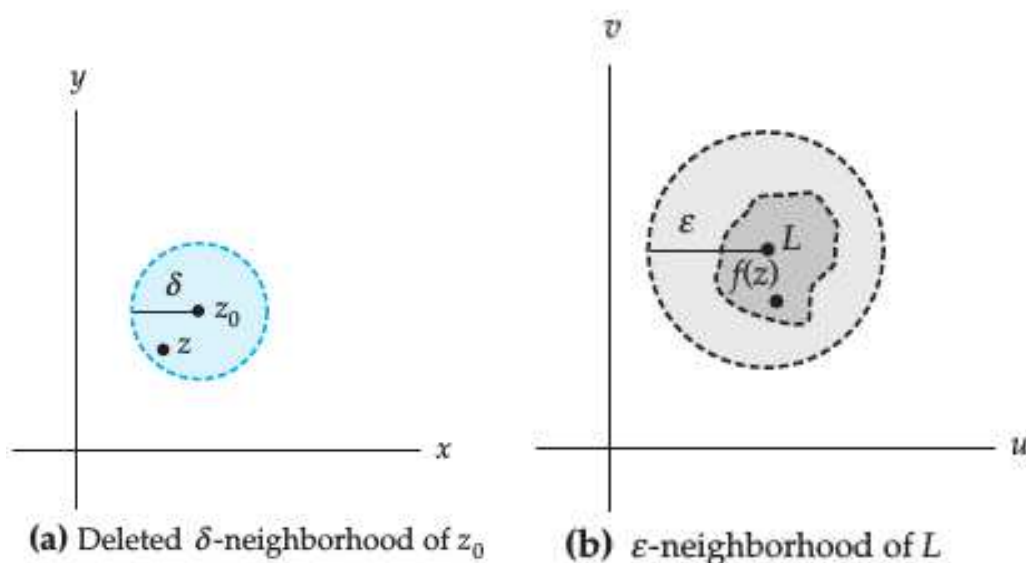 y
δ
z₀
z
x
(a) Deleted δ-neighborhood of z₀
v
ε
L
f(z)
u
(b) ε-neighborhood of L